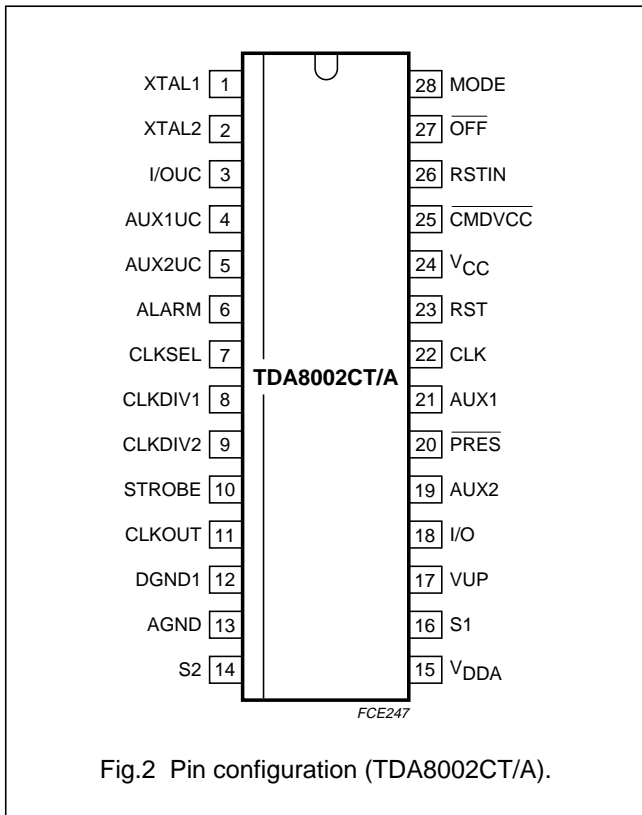 XTAL1 1 28 MODE
XTAL2 2 27 O̅F̅F̅
I/OUC 3 26 RSTIN
AUX1UC 4 25 C̅M̅D̅V̅C̅C̅
AUX2UC 5 24 VCC
ALARM 6 23 RST
CLKSEL 7 22 CLK
TDA8002CT/A
CLKDIV1 8 21 AUX1
CLKDIV2 9 20 P̅R̅E̅S̅
STROBE 10 19 AUX2
CLKOUT 11 18 I/O
DGND1 12 17 VUP
AGND 13 16 S1
S2 14 15 VDDA
FCE247
Fig.2 Pin configuration (TDA8002CT/A).